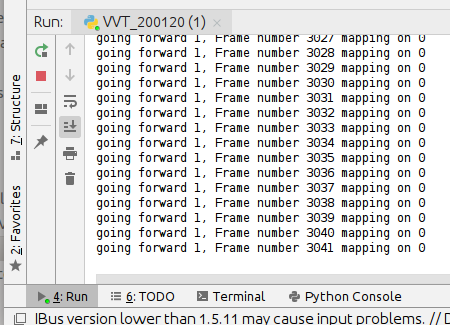 Run: VVT_200120 (1) ×
going forward 1, Frame number 3027 mapping on 0
going forward 1, Frame number 3028 mapping on 0
going forward 1, Frame number 3029 mapping on 0
going forward 1, Frame number 3030 mapping on 0
going forward 1, Frame number 3031 mapping on 0
going forward 1, Frame number 3032 mapping on 0
going forward 1, Frame number 3033 mapping on 0
going forward 1, Frame number 3034 mapping on 0
going forward 1, Frame number 3035 mapping on 0
going forward 1, Frame number 3036 mapping on 0
going forward 1, Frame number 3037 mapping on 0
going forward 1, Frame number 3038 mapping on 0
going forward 1, Frame number 3039 mapping on 0
going forward 1, Frame number 3040 mapping on 0
going forward 1, Frame number 3041 mapping on 0
7: Structure
2: Favorites
4: Run 6: TODO Terminal Python Console
IBus version lower than 1.5.11 may cause input problems. // D